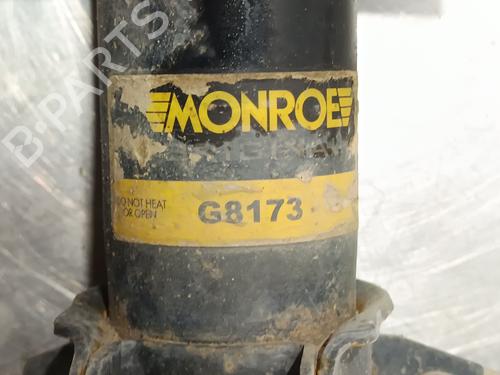 B-PARTS
MONROE
DO NOT HEAT
OR OPEN
G8173